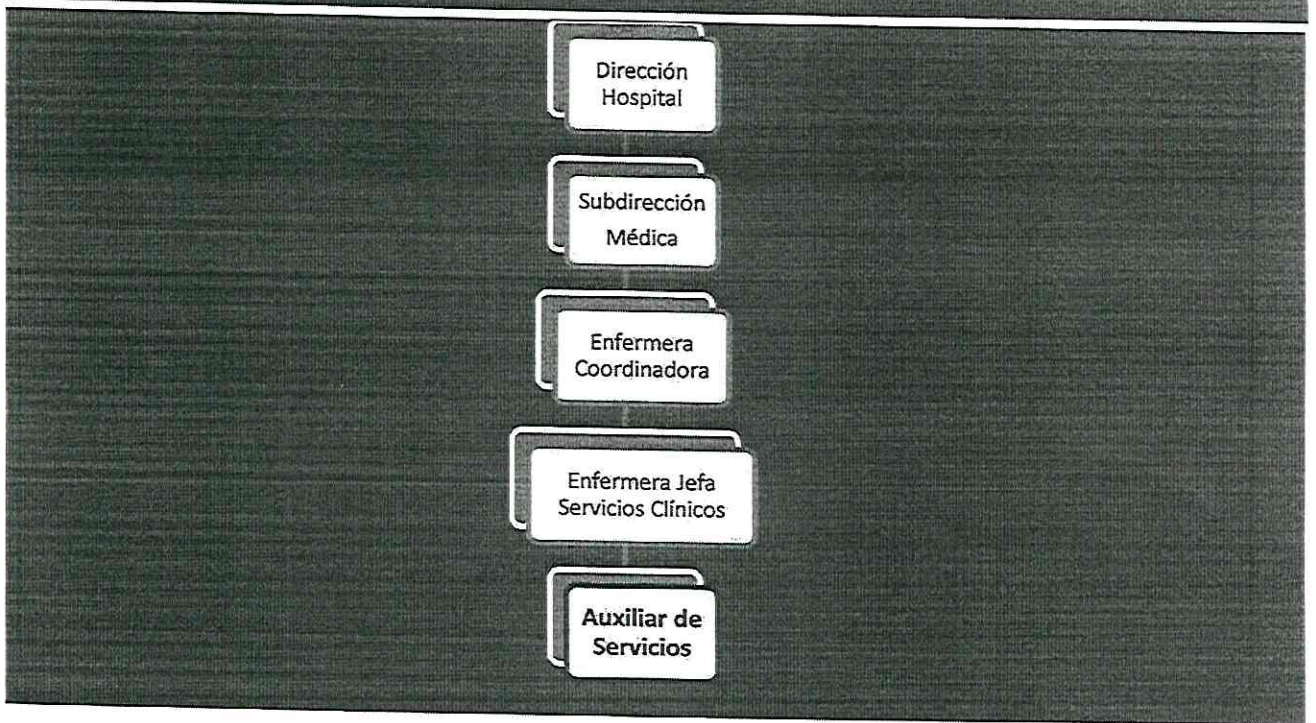 Dirección
Hospital
Subdirección
Médica
Enfermera
Coordinadora
Enfermera Jefa
Servicios Clínicos
Auxiliar de
Servicios